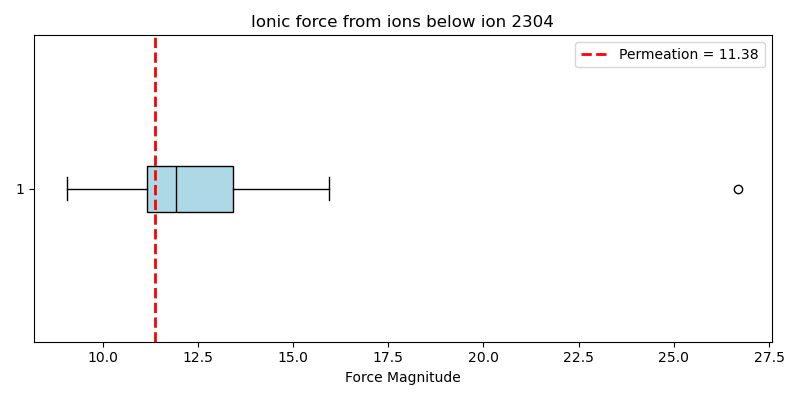 Ionic force from ions below ion 2304
Permeation = 11.38
1
10.0 12.5 15.0 17.5 20.0 22.5 25.0 27.5
Force Magnitude